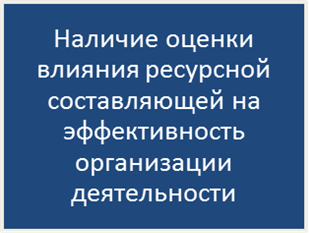 Наличие оценки
влияния ресурсной
составляющей на
эффективность
организации
деятельности